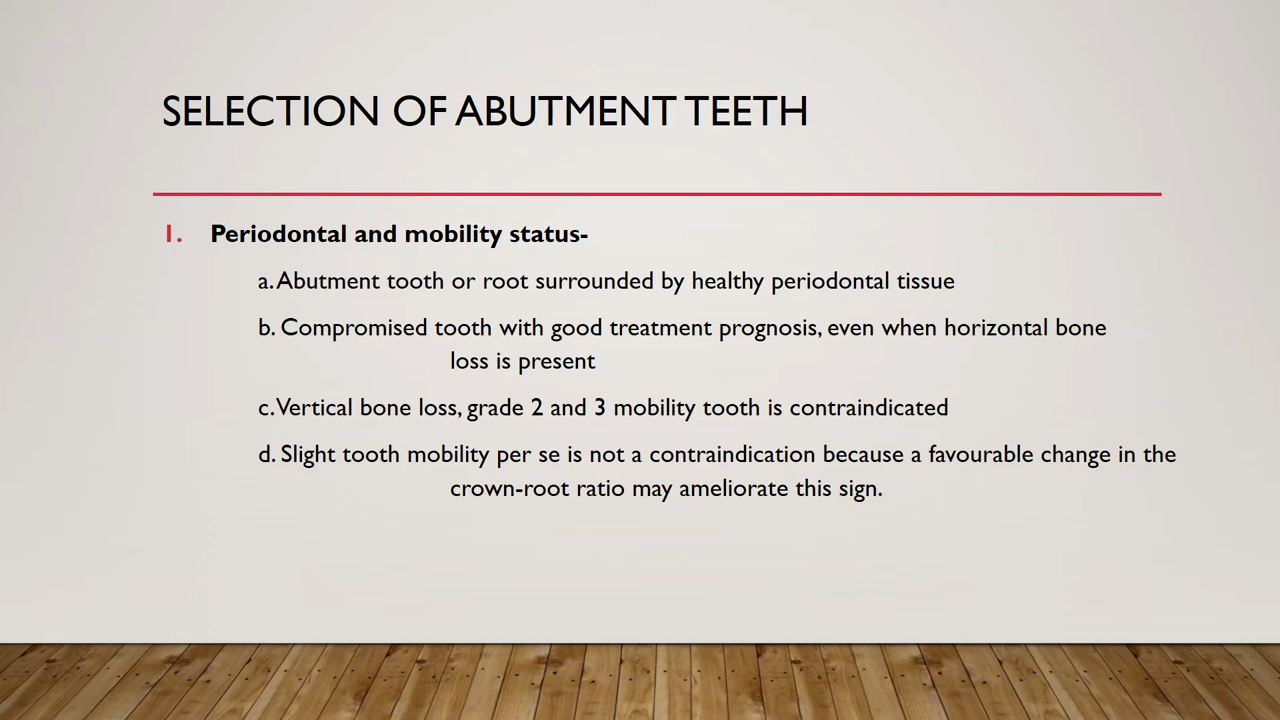 SELECTION OF ABUTMENT TEETH
1. Periodontal and mobility status-
a. Abutment tooth or root surrounded by healthy periodontal tissue
b. Compromised tooth with good treatment prognosis, even when horizontal bone
loss is present
c. Vertical bone loss, grade 2 and 3 mobility tooth is contraindicated
d. Slight tooth mobility per se is not a contraindication because a favourable change in the
crown-root ratio may ameliorate this sign.